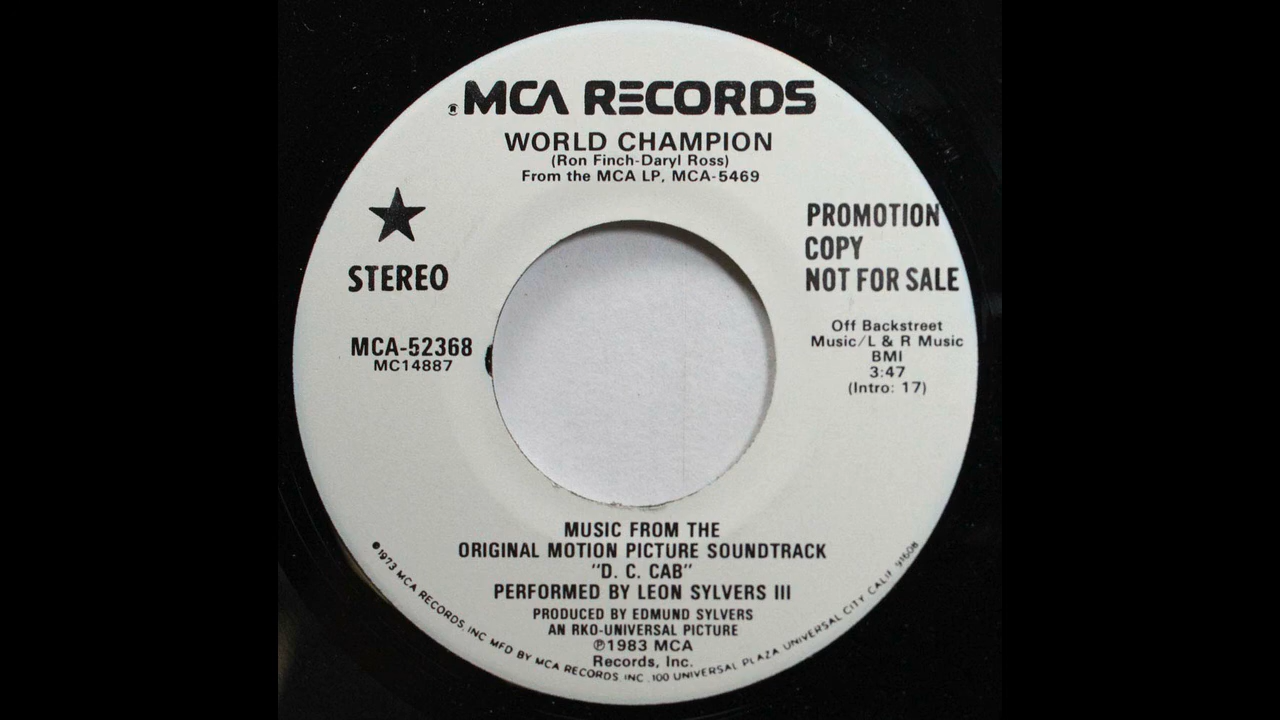 ® MCA RECORDS
WORLD CHAMPION
(Ron Finch-Daryl Ross)
From the MCA LP, MCA-5469
STEREO
MCA-52368
MC14887
PROMOTION
COPY
NOT FOR SALE
Off Backstreet
Music/L & R Music
BMI
3:47
(Intro: 17)
MUSIC FROM THE
ORIGINAL MOTION PICTURE SOUNDTRACK
"D. C. CAB"
PERFORMED BY LEON SYLVERS III
PRODUCED BY EDMUND SYLVERS
AN RKO-UNIVERSAL PICTURE
℗1983 MCA
Records, Inc.
©1973 MCA RECORDS, INC MFD BY MCA RECORDS INC .100 UNIVERSAL PLAZA UNIVERSAL CITY CALIF. 91608